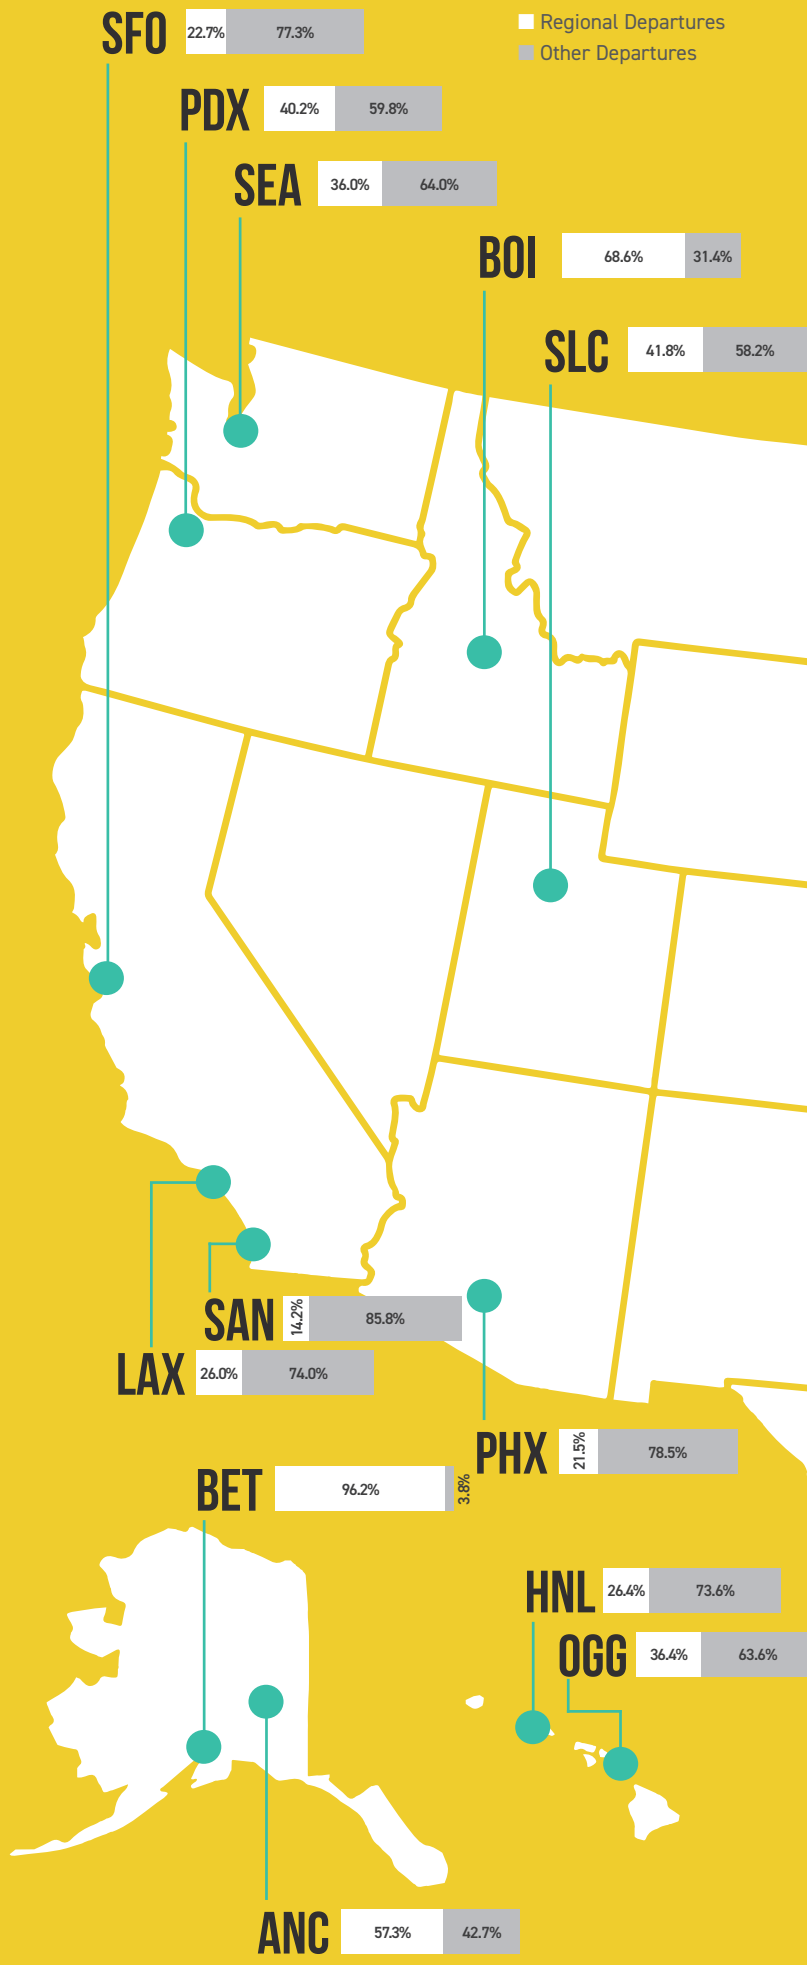 SFO 22.7% 77.3%
Regional Departures
Other Departures
PDX 40.2% 59.8%
SEA 36.0% 64.0%
BOI 68.6% 31.4%
SLC 41.8% 58.2%
SAN 14.2% 85.8%
LAX 26.0% 74.0%
PHX 21.5% 78.5%
BET 96.2% 3.8%
HNL 26.4% 73.6%
OGG 36.4% 63.6%
ANC 57.3% 42.7%